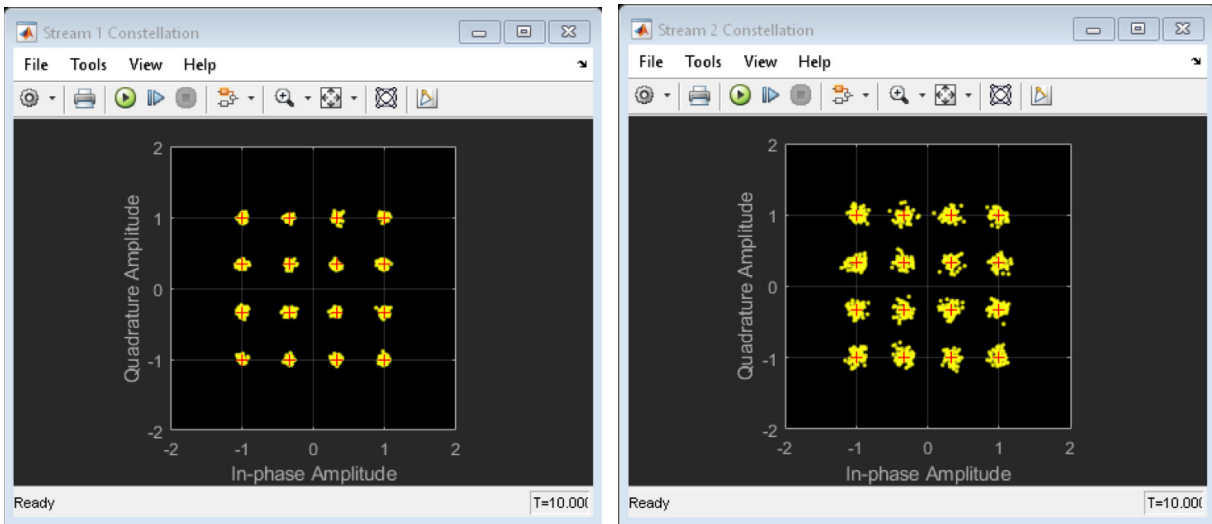 Stream 1 Constellation
File Tools View Help
2
1
0
-1
-2
Quadrature Amplitude
-2 -1 0 1 2
In-phase Amplitude
Ready T=10.00(
Stream 2 Constellation
File Tools View Help
2
1
0
-1
-2
Quadrature Amplitude
-2 -1 0 1 2
In-phase Amplitude
Ready T=10.00(